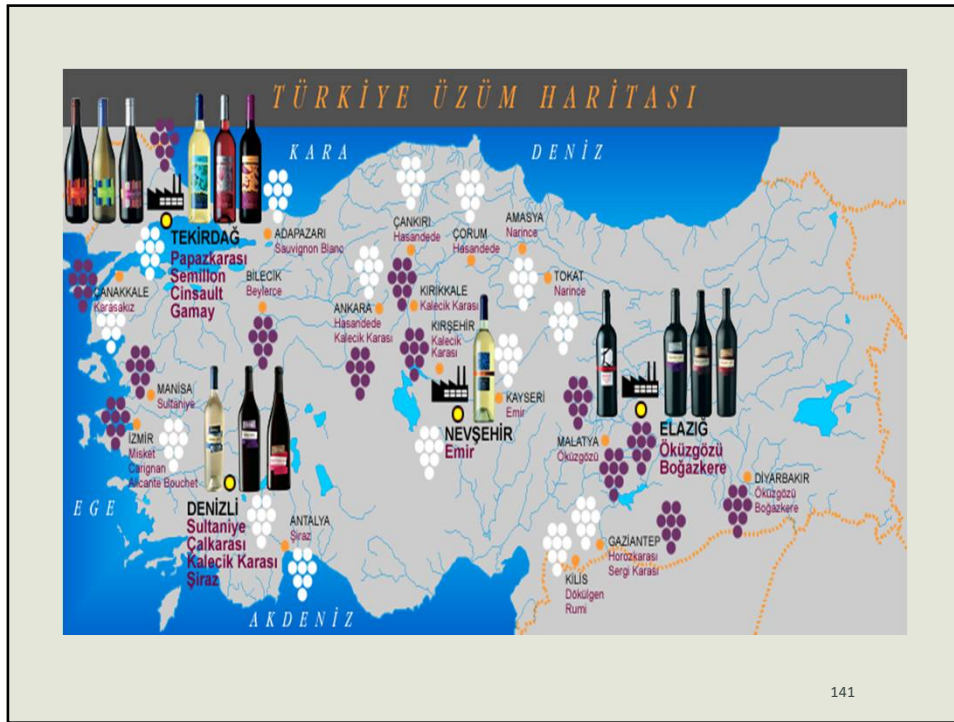 TÜRKİYE ÜZÜM HARİTASI
KARA
DENİZ
TEKİRDAĞ
Papazkarası
Semillon
Cinsault
Gamay
ADAPAZARI
Sauvignon Blanc
BİLECİK
Beylerce
ÇANAKKALE
Karasakız
ÇANKIRI
Hasandede
ÇORUM
Hasandede
AMASYA
Narince
TOKAT
Narince
ANKARA
Hasandede
Kalecik Karası
KIRIKKALE
Kalecik Karası
KIRŞEHİR
Kalecik
Karası
KAYSERİ
Emir
NEVŞEHİR
Emir
MANİSA
Sultaniye
İZMİR
Misket
Carignan
Alicante Bouchet
EGE
DENİZLİ
Sultaniye
Çalkarası
Kalecik Karası
Şiraz
ANTALYA
Şiraz
MALATYA
Öküzgözü
ELAZIĞ
Öküzgözü
Boğazkere
DİYARBAKIR
Öküzgözü
Boğazkere
GAZİANTEP
Horozkarası
Sergi Karası
KİLİS
Dökülgen
Rumi
AKDENİZ
141